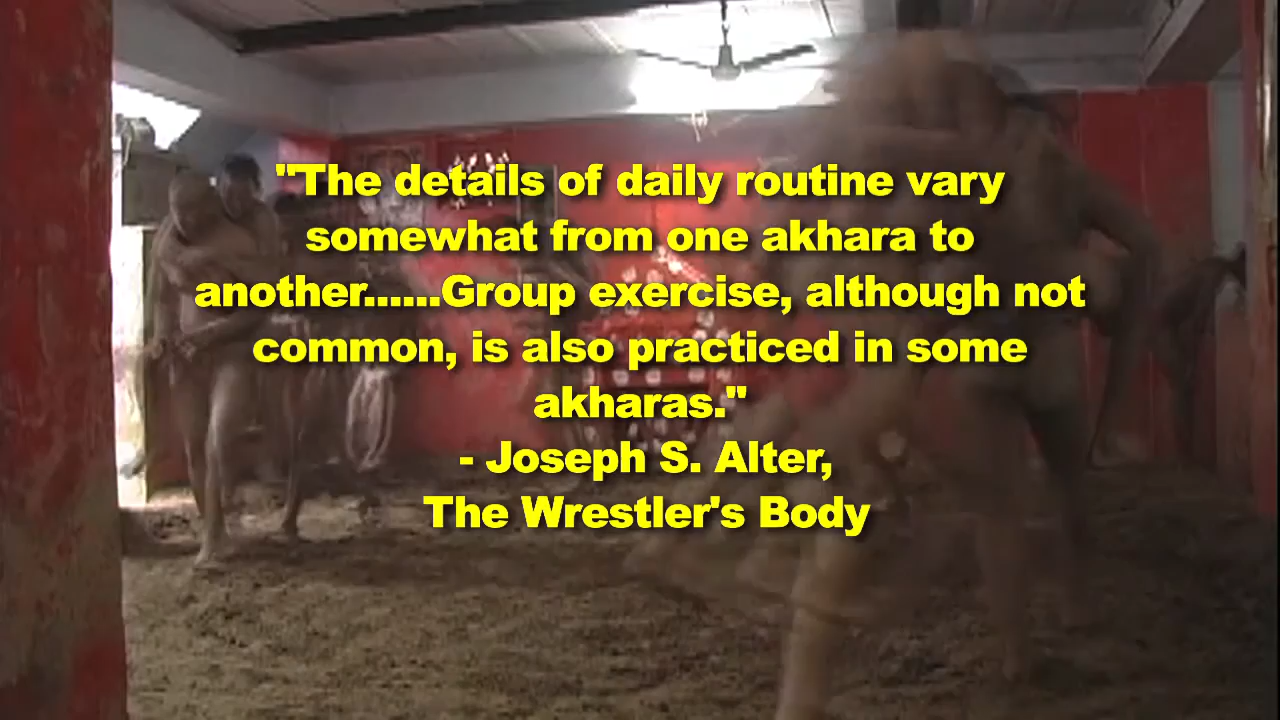 "The details of daily routine vary
somewhat from one akhara to
another......Group exercise, although not
common, is also practiced in some
akharas."
- Joseph S. Alter,
The Wrestler's Body